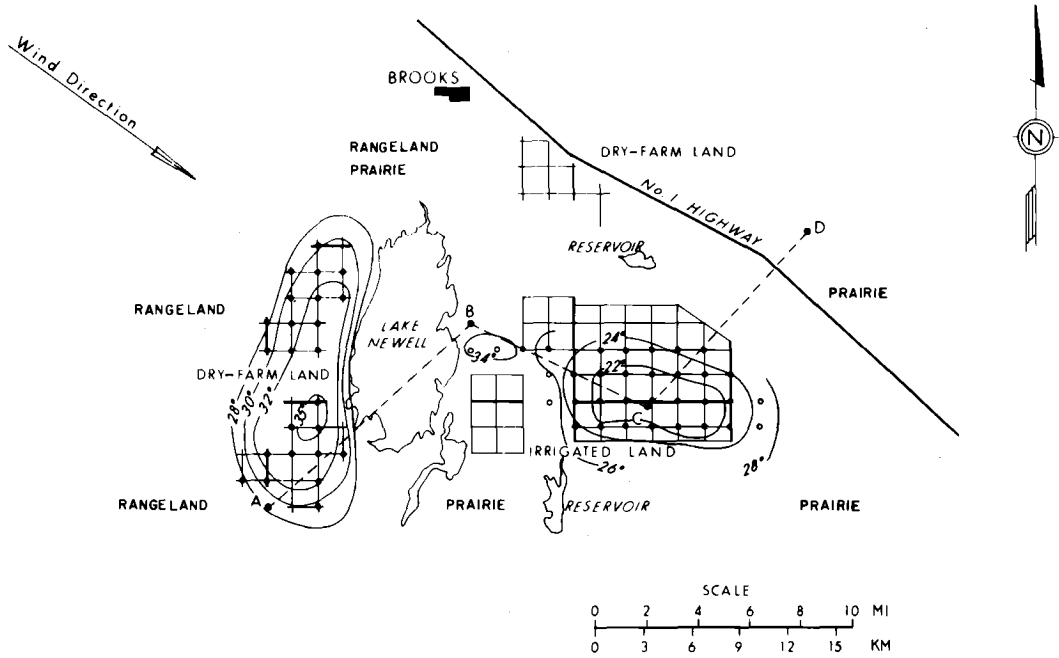 Wind Direction
BROOKS
N
RANGELAND
PRAIRIE
DRY-FARM LAND
No. 1 HIGHWAY
D
RESERVOIR
RANGELAND
PRAIRIE
B
LAKE
NEWELL
34°
24°
22°
DRY-FARM LAND
28°
30°
32°
35°
C
IRRIGATED LAND
26°
28°
A
RANGELAND
PRAIRIE
RESERVOIR
PRAIRIE
SCALE
0 2 4 6 8 10 MI
0 3 6 9 12 15 KM